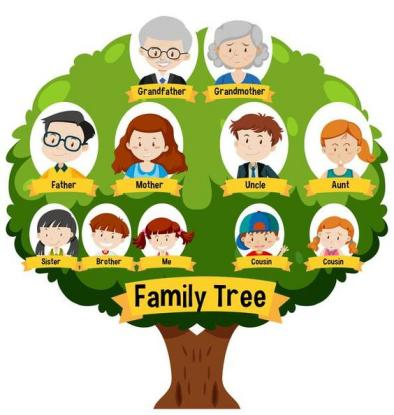 Grandfather
Grandmother
Father
Mother
Uncle
Aunt
Sister
Brother
Me
Cousin
Cousin
Family Tree